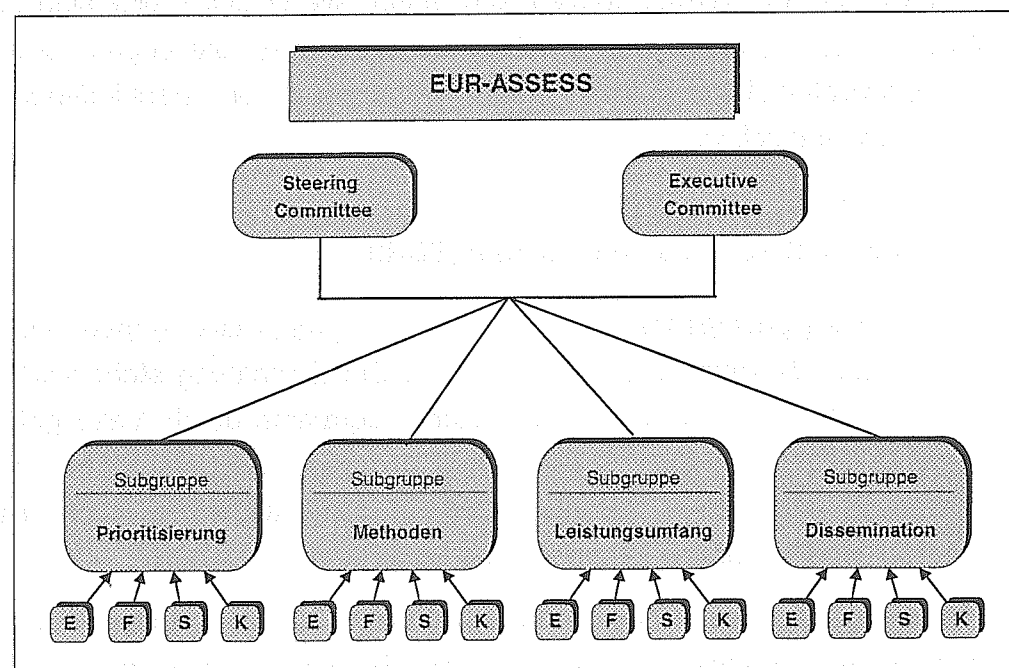 EUR-ASSESS
Steering
Committee
Executive
Committee
Subgruppe
Prioritisierung
Subgruppe
Methoden
Subgruppe
Leistungsumfang
Subgruppe
Dissemination
E F S K
E F S K
E F S K
E F S K